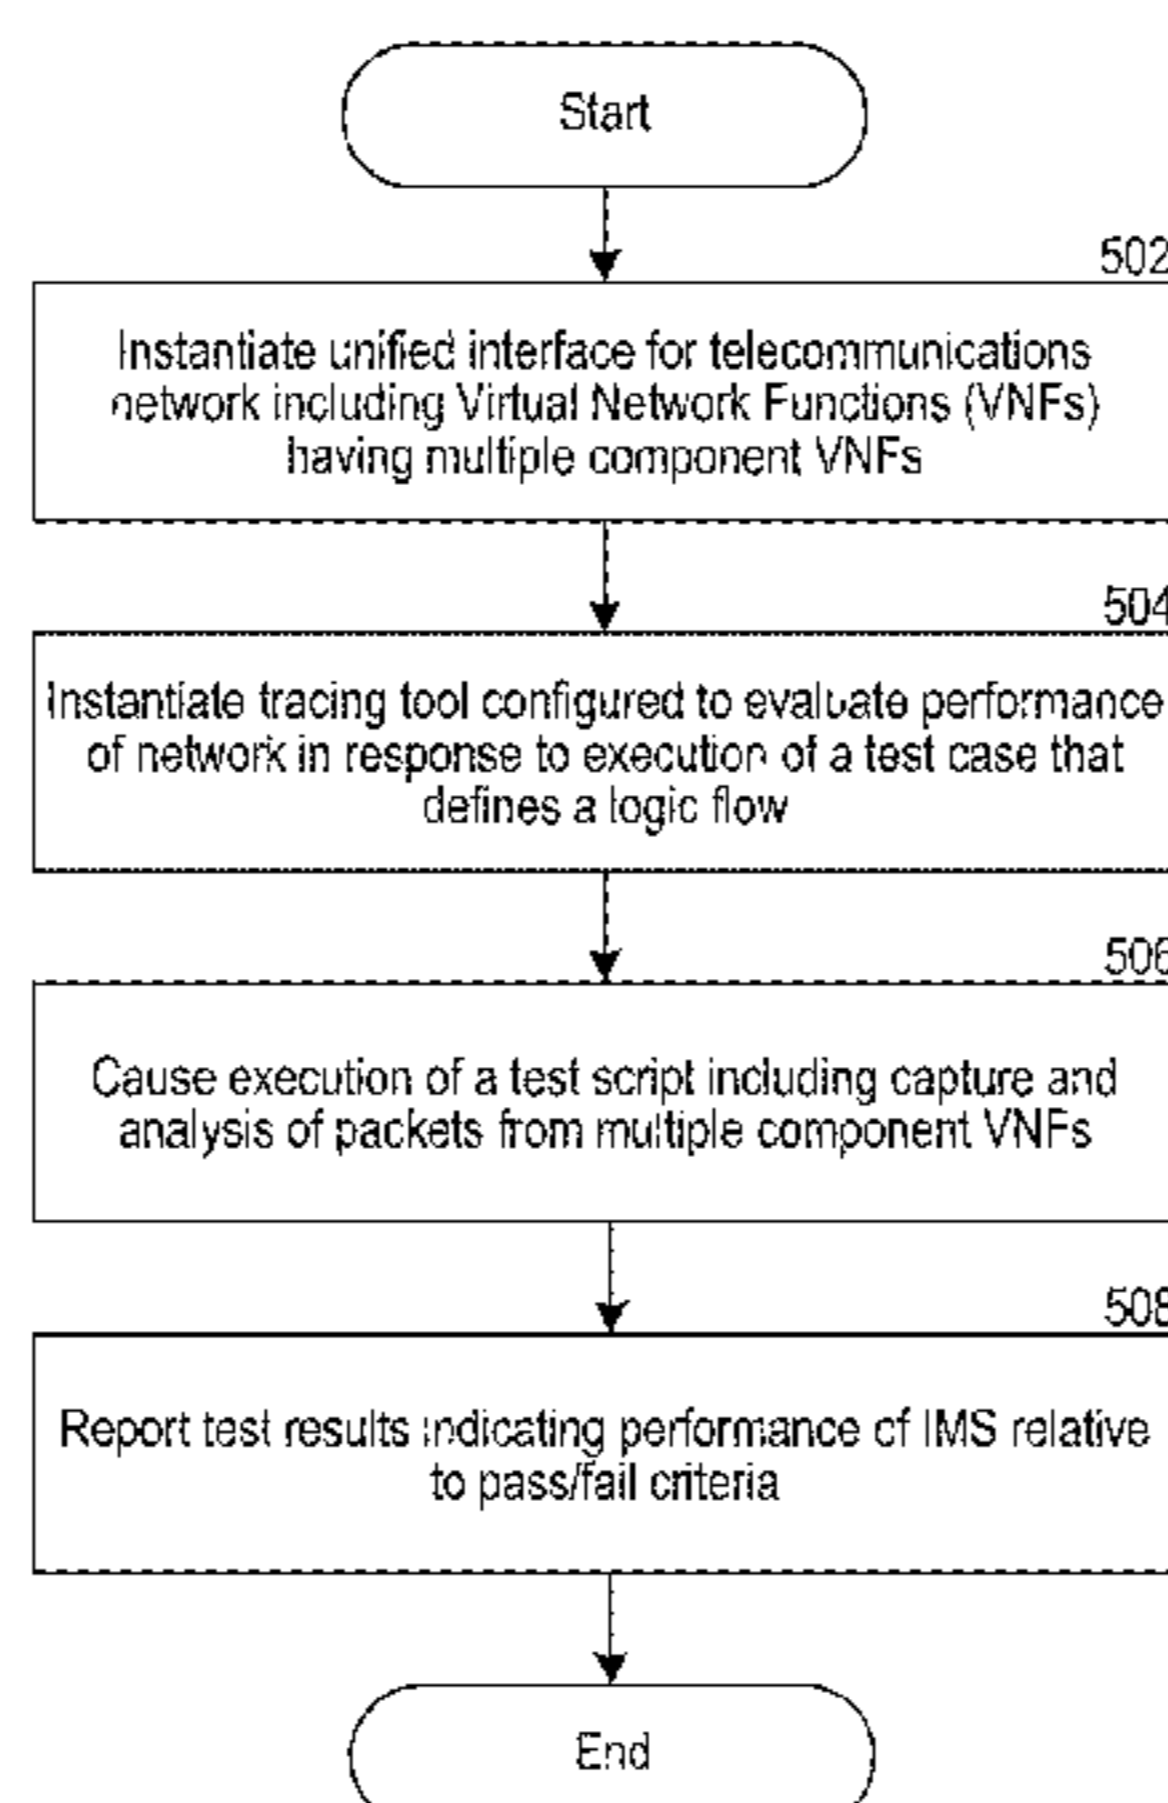 Start
502
Instantiate unified interface for telecommunications
network including Virtual Network Functions (VNFs)
having multiple component VNFs
504
Instantiate tracing tool configured to evaluate performance
of network in response to execution of a test case that
defines a logic flow
506
Cause execution of a test script including capture and
analysis of packets from multiple component VNFs
508
Report test results indicating performance of IMS relative
to pass/fail criteria
End